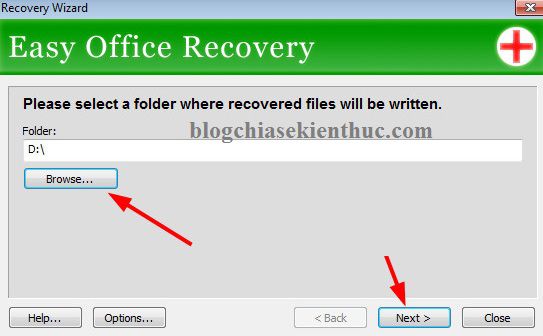 Recovery Wizard
Easy Office Recovery
Please select a folder where recovered files will be written.
Folder:
blogchiasekienthuc.com
D:\
Browse...
Help... Options... < Back Next > Close